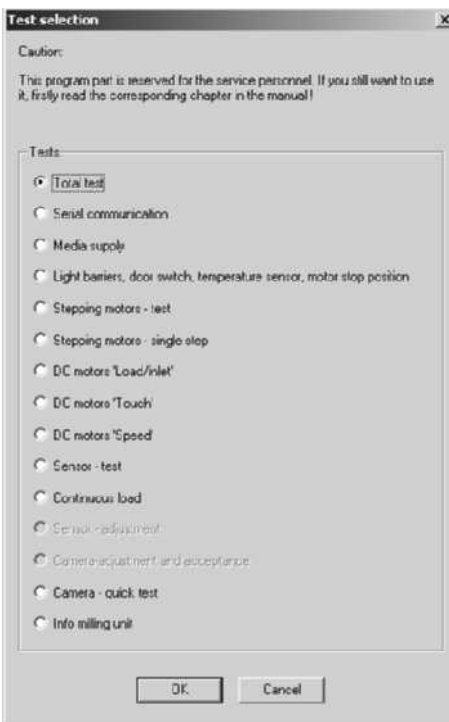 Test selection
Caution:
This program part is reserved for the service personnel. If you still want to use
it, firstly read the corresponding chapter in the manual!
Tests
Total test
Serial communication
Media supply
Light barriers, door switch, temperature sensor, motor stop position
Stepping motors - test
Stepping motors - single step
DC motors 'Load/inlet'
DC motors 'Touch'
DC motors 'Speed'
Sensor - test
Continuous load
Sensor - adjustment
Camera-adjustment and acceptance
Camera - quick test
Info milling unit
OK
Cancel